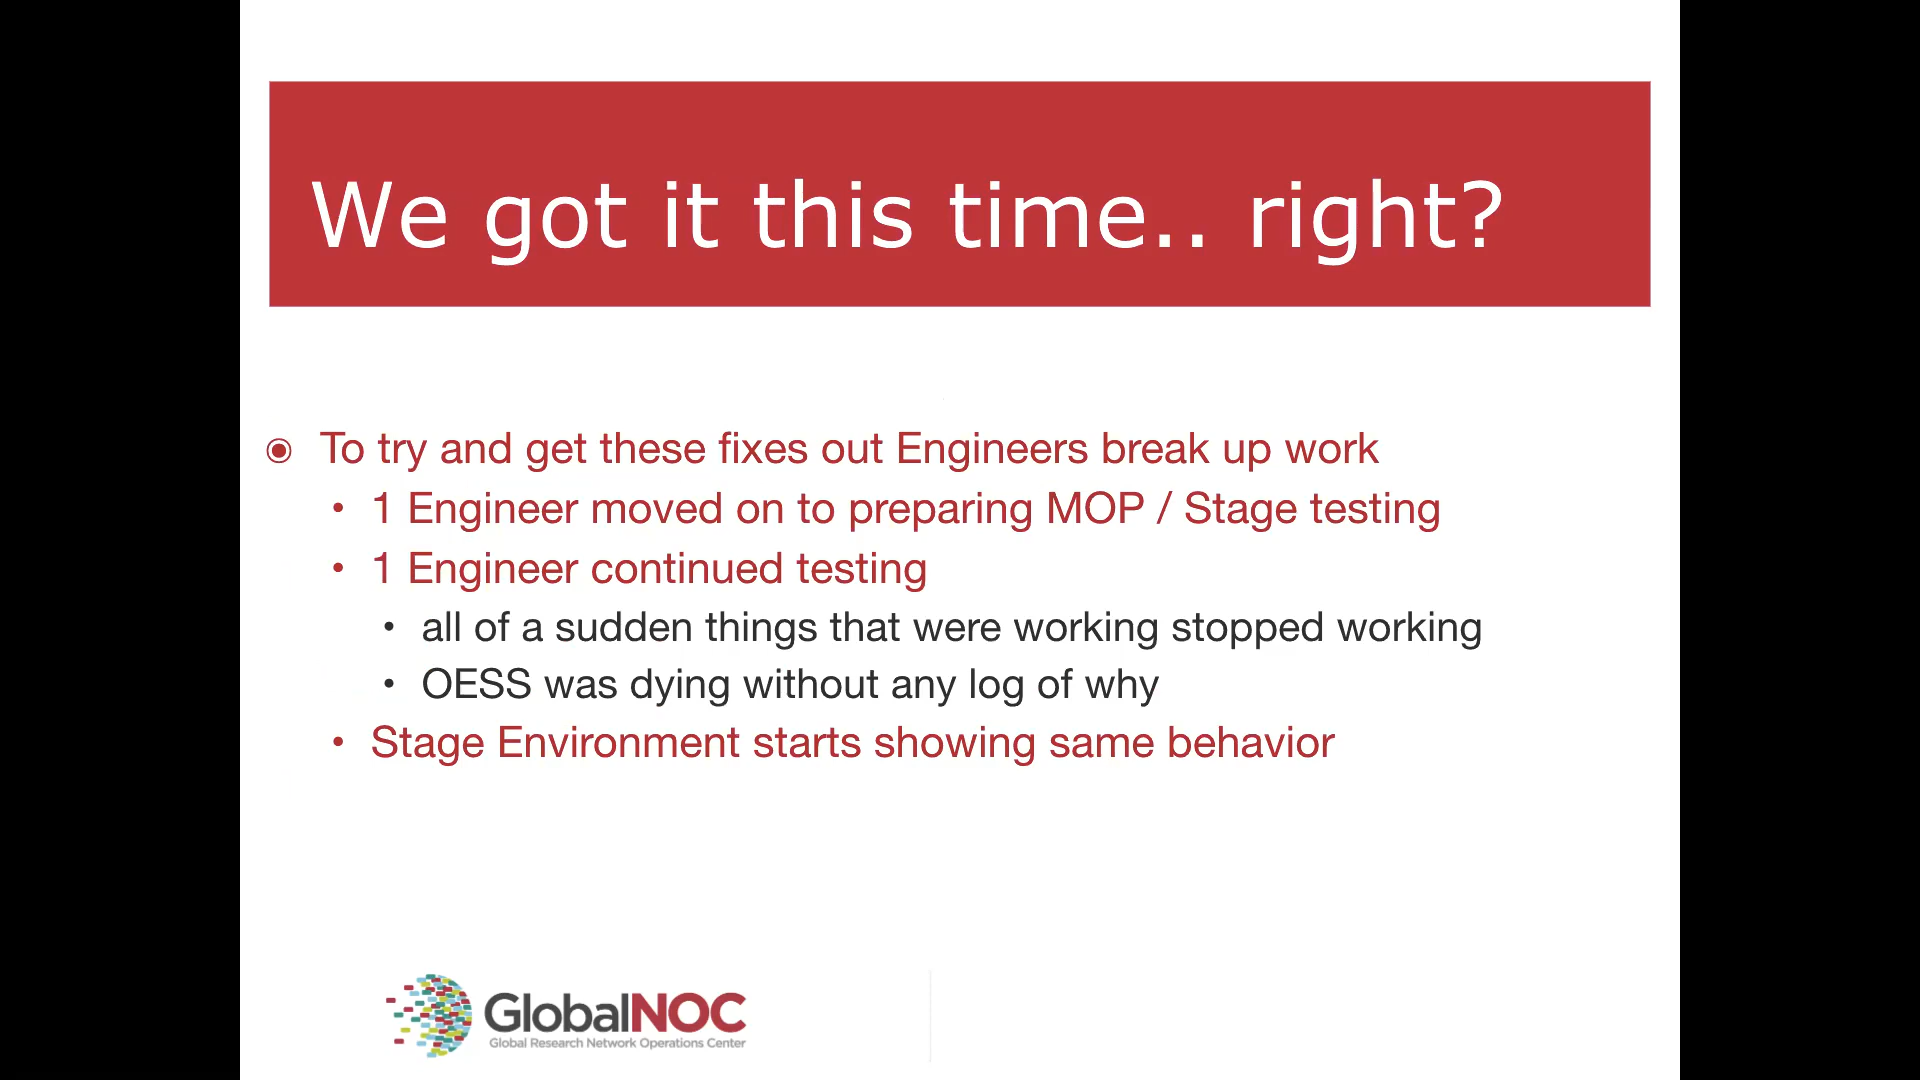 We got it this time.. right?
To try and get these fixes out Engineers break up work
• 1 Engineer moved on to preparing MOP / Stage testing
• 1 Engineer continued testing
• all of a sudden things that were working stopped working
• OESS was dying without any log of why
• Stage Environment starts showing same behavior
GlobalNOC
Global Research Network Operations Center